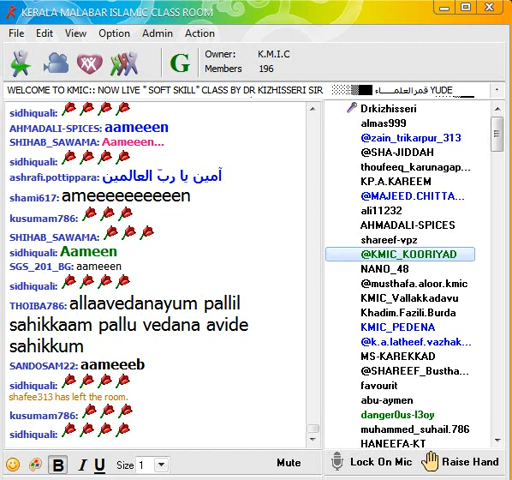 KERALA MALABAR ISLAMIC CLASS ROOM
File Edit View Option Admin Action
G
Owner: K.M.I.C
Members 196
WELCOME TO KMIC:: NOW LIVE " SOFT SKILL" CLASS BY DR KIZHISSERI SIR قمرالعلمــــاء YUDE
sidhiquali:
AHMADALI-SPICES: aameeen
SHIHAB_SAWAMA: Aameen...
sidhiquali:
ashrafi.pottippara: آمين يا ربّ العالمين
shami617: ameeeeeeeeeen
kusumam786:
SHIHAB_SAWAMA:
sidhiquali: Aameen
SGS_201_BG: aameeen
sidhiquali:
THOIBA786: allaavedanayum pallil
sahikkaam pallu vedana avide
sahikkum
SANDOSAM22: aameeeb
sidhiquali:
shafee313 has left the room.
kusumam786:
sidhiquali:
Drkizhisseri
almas999
@zain_trikarpur_313
@SHA-JIDDAH
thoufeeq_karunagap...
KP.A.KAREEM
@MAJEED.CHITTA...
ali11232
AHMADALI-SPICES
shareef-vpz
@KMIC_KOORIYAD
NANO_48
@musthafa.aloor.kmic
KMIC_Vallakkadavu
Khadim.Fazili.Burda
KMIC_PEDENA
@k.a.latheef.vazhak...
MS-KAREKKAD
@SHAREEF_Bustha...
favourit
abu-aymen
danger0us-l3oy
muhammed_suhail.786
HANEEFA-KT
B I U Size 1 Mute
Lock On Mic Raise Hand